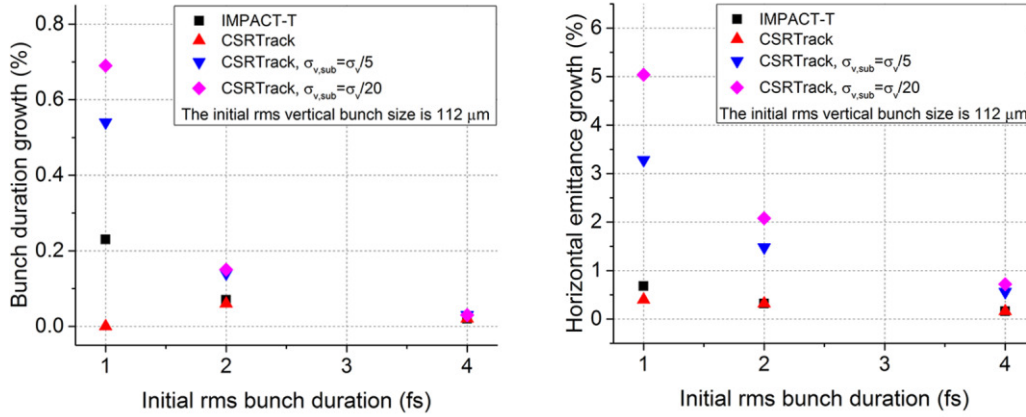 Bunch duration growth (%)
0.8
0.6
0.4
0.2
0.0
IMPACT-T
CSRTrack
CSRTrack, σv,sub=σv/5
CSRTrack, σv,sub=σv/20
The initial rms vertical bunch size is 112 μm
1 2 3 4
Initial rms bunch duration (fs)
Horizontal emittance growth (%)
6
5
4
3
2
1
0
IMPACT-T
CSRTrack
CSRTrack, σv,sub=σv/5
CSRTrack, σv,sub=σv/20
The initial rms vertical bunch size is 112 μm
1 2 3 4
Initial rms bunch duration (fs)